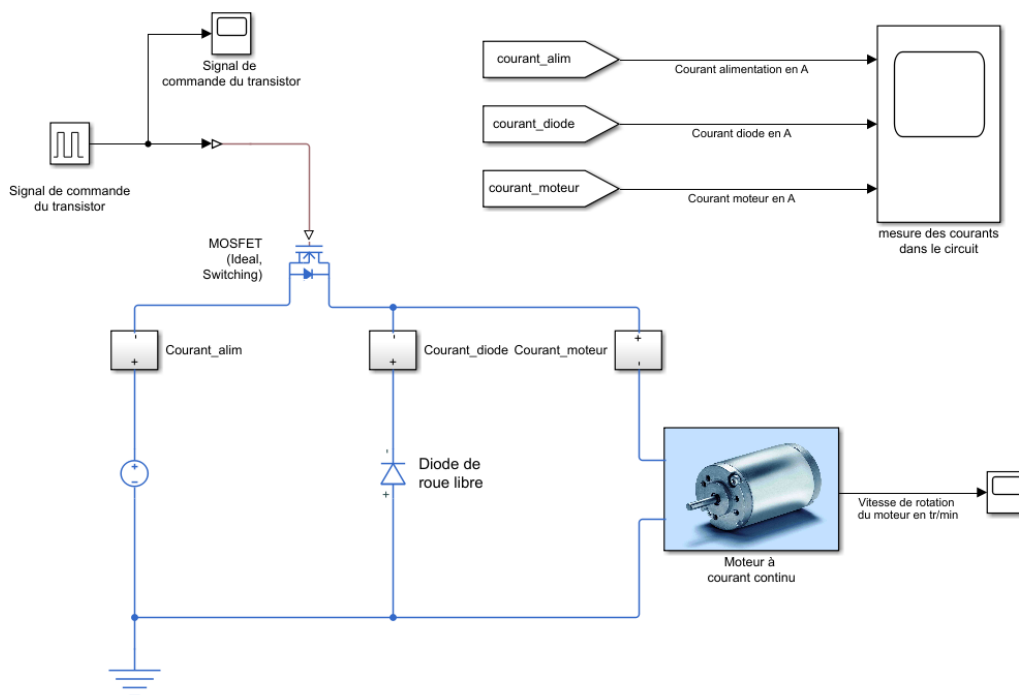 Signal de
commande du transistor
Signal de commande
du transistor
courant_alim
Courant alimentation en A
courant_diode
Courant diode en A
courant_moteur
Courant moteur en A
mesure des courants
dans le circuit
MOSFET
(Ideal,
Switching)
Courant_alim
Courant_diode
Courant_moteur
Diode de
roue libre
Vitesse de rotation
du moteur en tr/min
Moteur à
courant continu